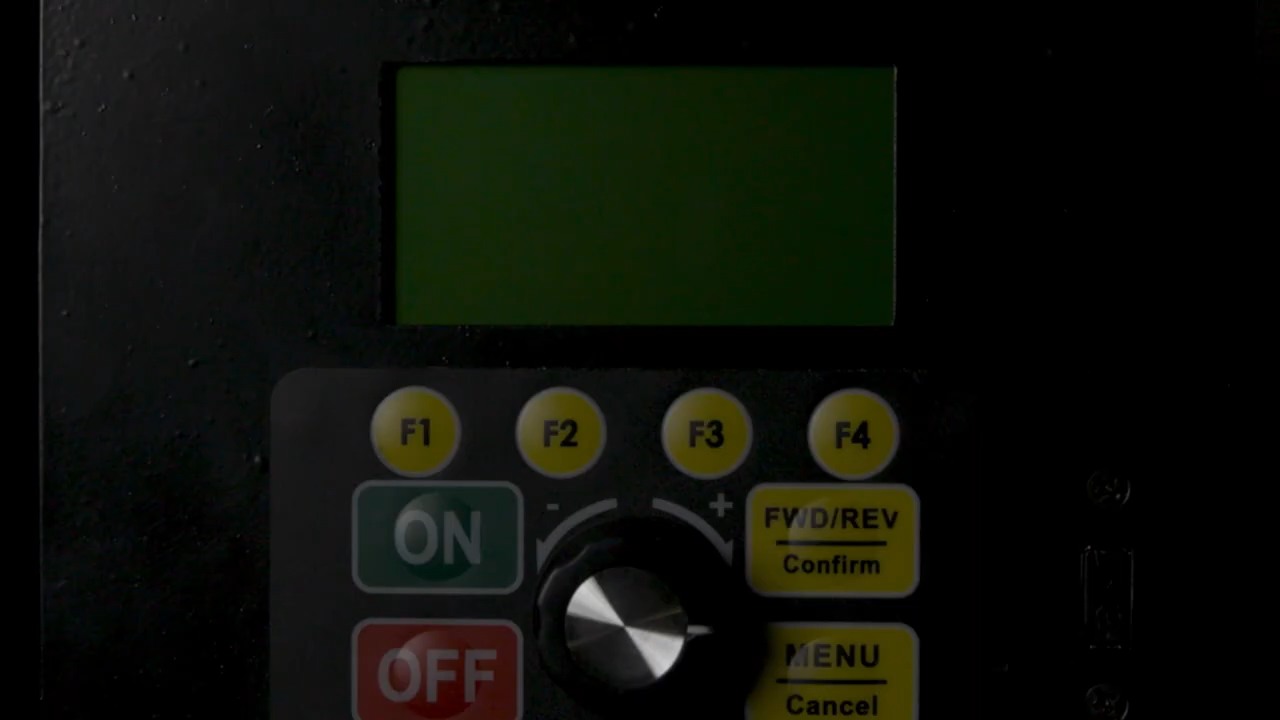 F1 F2 F3 F4
ON
- +
FWD/REV
Confirm
OFF
MENU
Cancel